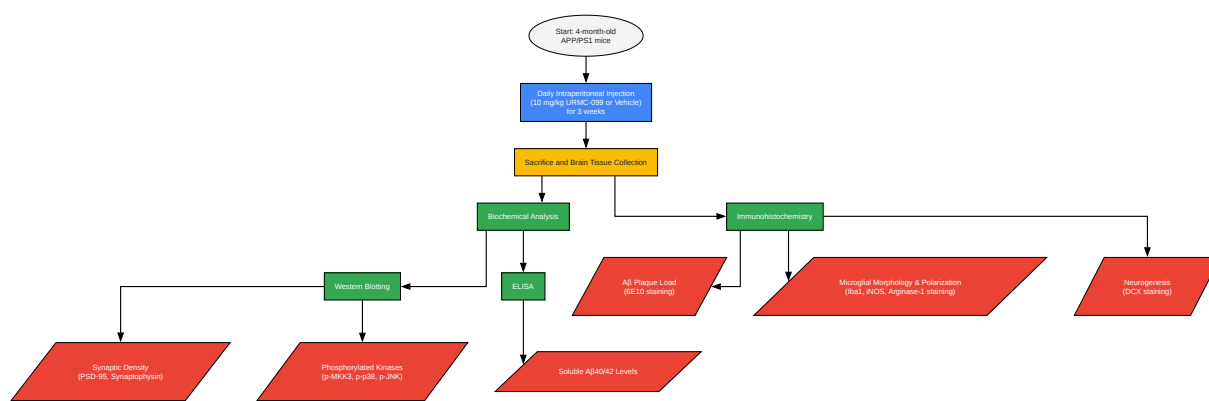 Start: 4-month-old
APP/PS1 mice
Daily Intraperitoneal Injection
(10 mg/kg URMC-099 or Vehicle)
for 3 weeks
Sacrifice and Brain Tissue Collection
Biochemical Analysis
Immunohistochemistry
Western Blotting
ELISA
Aβ Plaque Load
(6E10 staining)
Microglial Morphology & Polarization
(Iba1, iNOS, Arginase-1 staining)
Neurogenesis
(DCX staining)
Synaptic Density
(PSD-95, Synaptophysin)
Phosphorylated Kinases
(p-MKK3, p-p38, p-JNK)
Soluble Aβ40/42 Levels